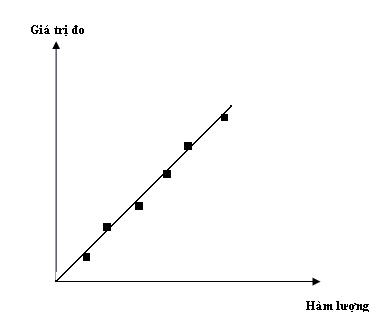 Giá trị đo
Hàm lượng